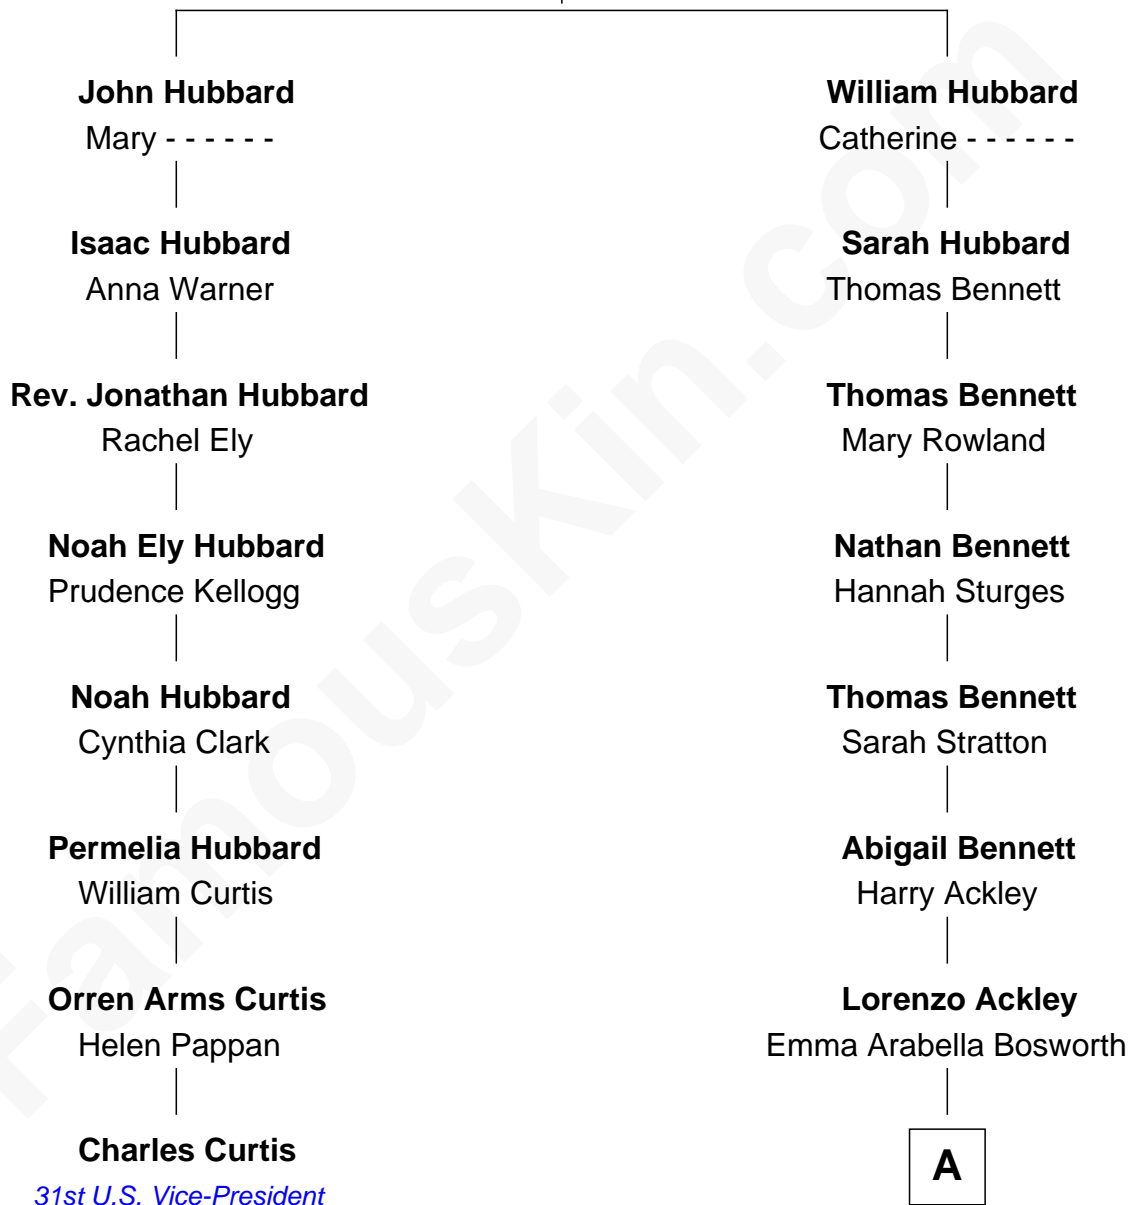 John Hubbard
Mary - - - - - -
William Hubbard
Catherine - - - - - -
Isaac Hubbard
Anna Warner
Sarah Hubbard
Thomas Bennett
Rev. Jonathan Hubbard
Rachel Ely
Thomas Bennett
Mary Rowland
Noah Ely Hubbard
Prudence Kellogg
Nathan Bennett
Hannah Sturges
Noah Hubbard
Cynthia Clark
Thomas Bennett
Sarah Stratton
Permelia Hubbard
William Curtis
Abigail Bennett
Harry Ackley
Orren Arms Curtis
Helen Pappan
Lorenzo Ackley
Emma Arabella Bosworth
Charles Curtis
31st U.S. Vice-President
A
FamousKin.com